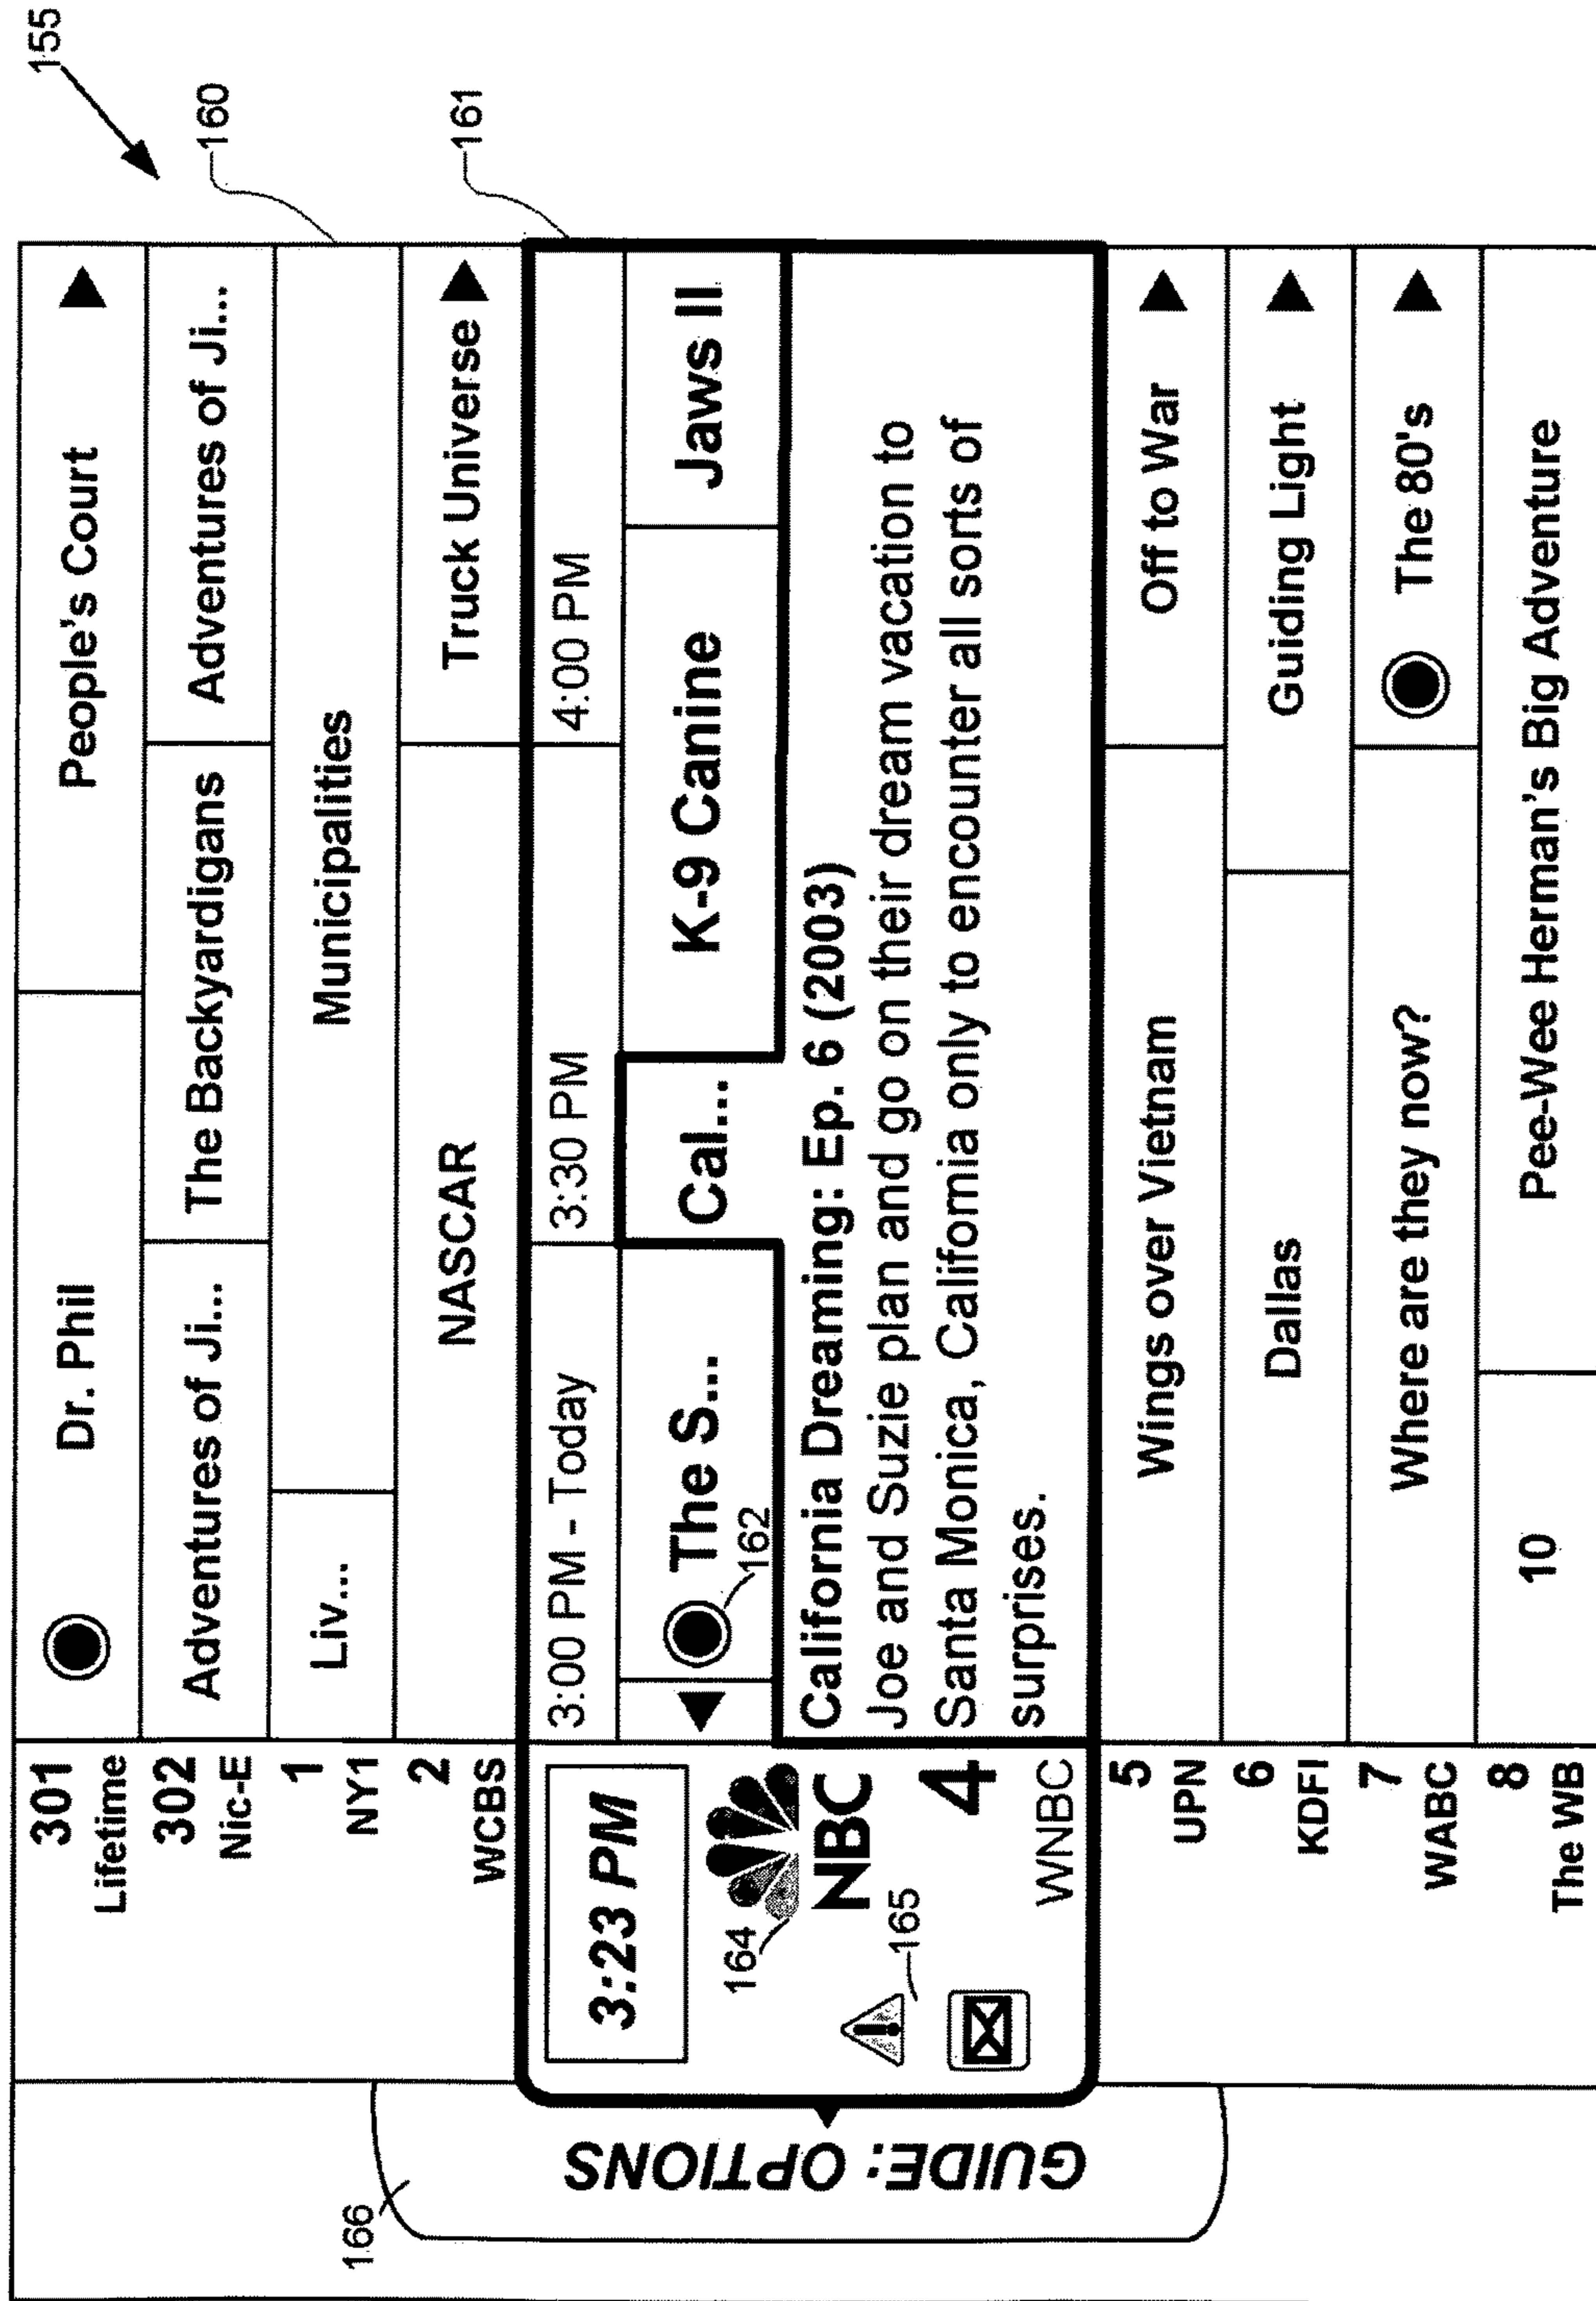 155
301
Lifetime
Dr. Phil
People's Court
160
302
Nic-E
Adventures of Ji...
The Backyardigans
Adventures of Ji...
1
NY1
Liv...
Municipalities
2
WCBS
NASCAR
Truck Universe
161
3:23 PM
3:00 PM - Today
3:30 PM
4:00 PM
164
NBC
The S...
162
Cal...
K-9 Canine
Jaws II
165
4
WNBC
California Dreaming: Ep. 6 (2003)
Joe and Suzie plan and go on their dream vacation to
Santa Monica, California only to encounter all sorts of
surprises.
166
GUIDE: OPTIONS
5
UPN
Wings over Vietnam
Off to War
6
KDFI
Dallas
Guiding Light
7
WABC
Where are they now?
The 80's
8
The WB
10
Pee-Wee Herman's Big Adventure